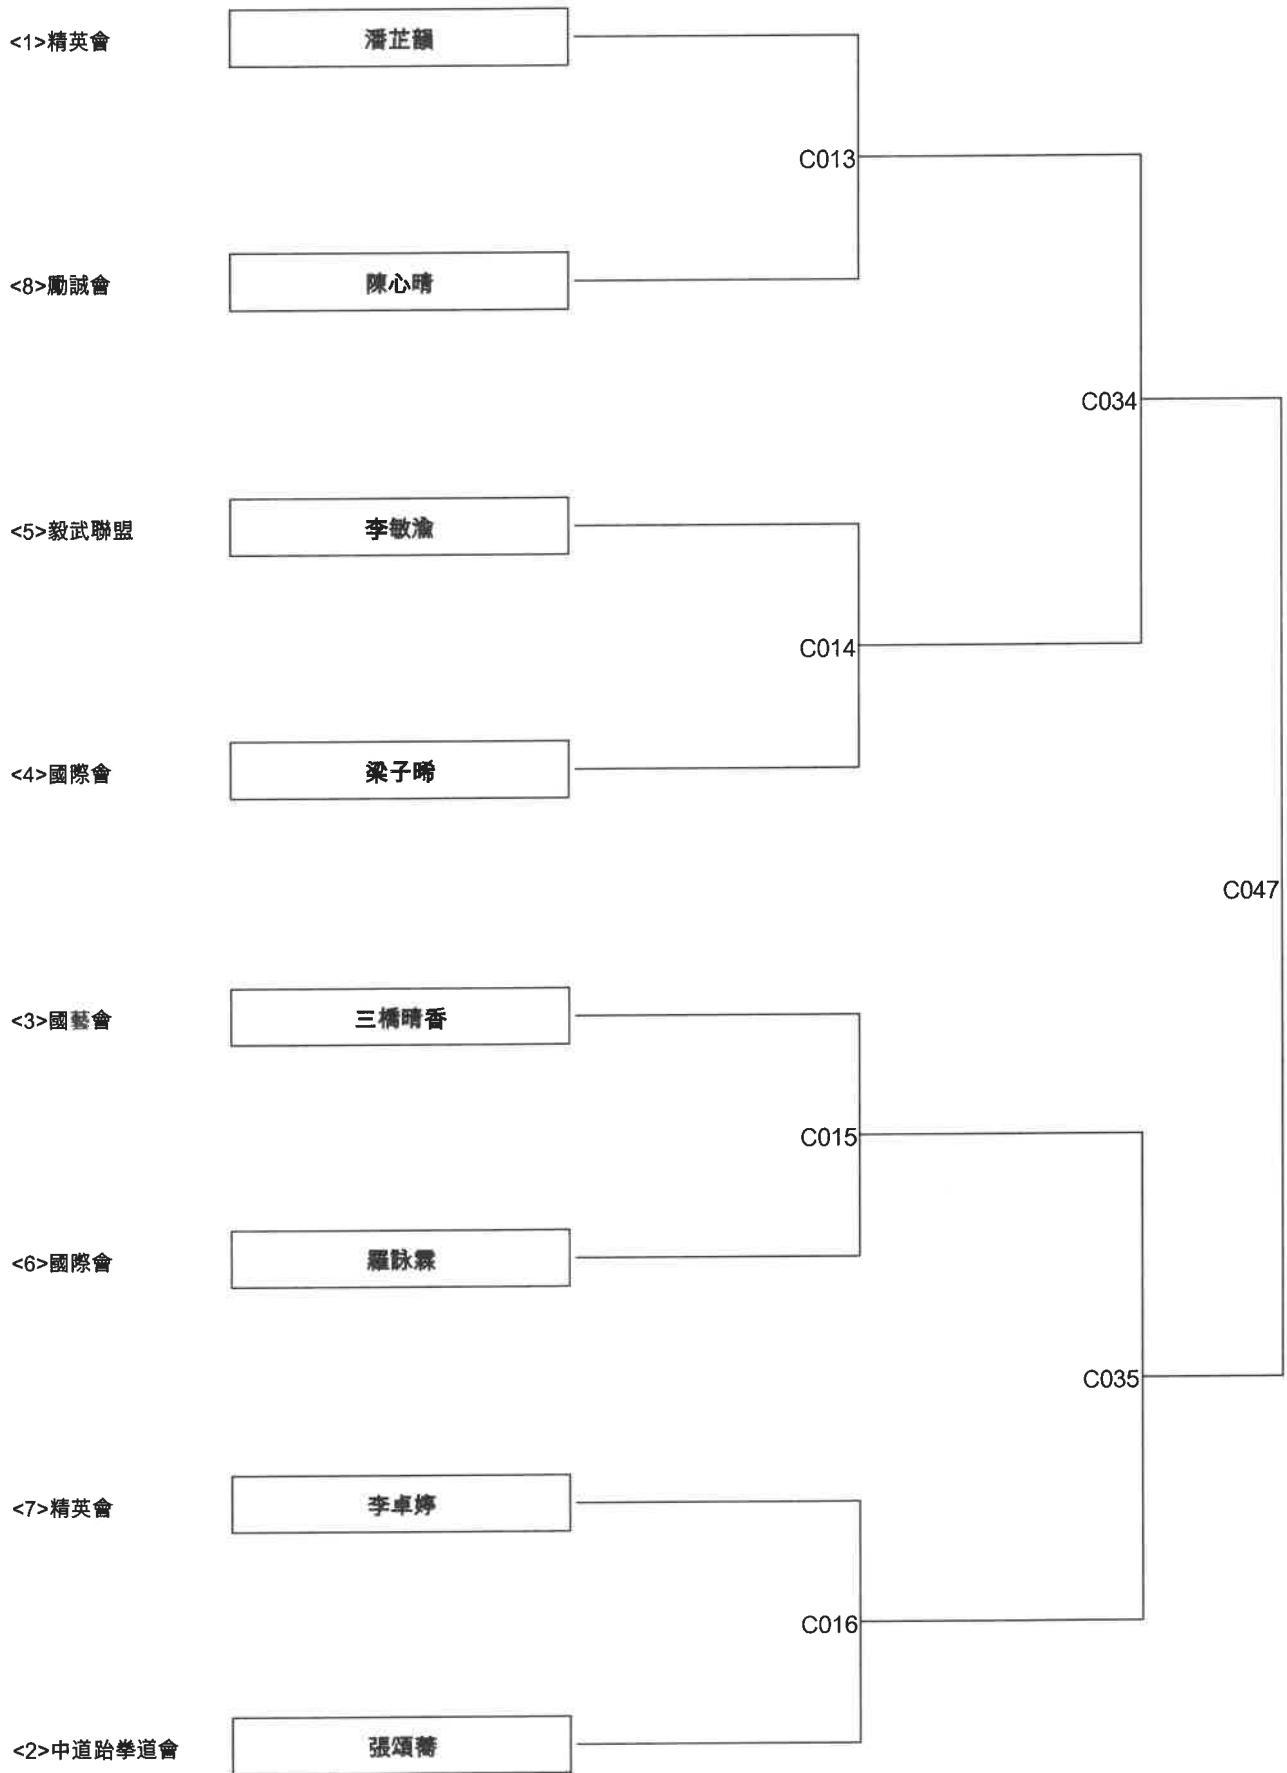 <1>精英會 潘芷韻
C013
<8>勵誠會 陳心晴
C034
<5>毅武聯盟 李敏渝
C014
<4>國際會 梁子晞
C047
<3>國藝會 三橋晴香
C015
<6>國際會 羅詠霖
C035
<7>精英會 李卓婷
C016
<2>中道跆拳道會 張頌蕎